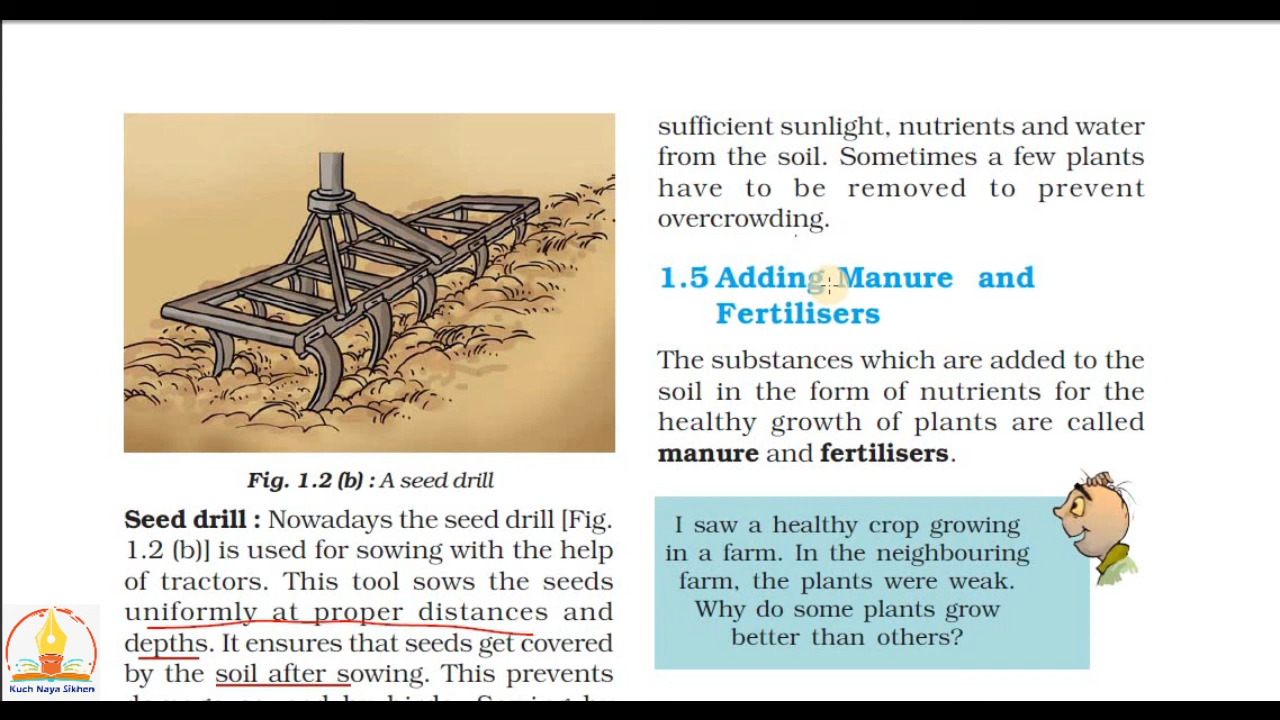 Fig. 1.2 (b) : A seed drill
Seed drill : Nowadays the seed drill [Fig.
1.2 (b)] is used for sowing with the help
of tractors. This tool sows the seeds
uniformly at proper distances and
depths. It ensures that seeds get covered
by the soil after sowing. This prevents
sufficient sunlight, nutrients and water
from the soil. Sometimes a few plants
have to be removed to prevent
overcrowding.
1.5 Adding Manure and
Fertilisers
The substances which are added to the
soil in the form of nutrients for the
healthy growth of plants are called
manure and fertilisers.
I saw a healthy crop growing
in a farm. In the neighbouring
farm, the plants were weak.
Why do some plants grow
better than others?
Kuch Naya Sikhen